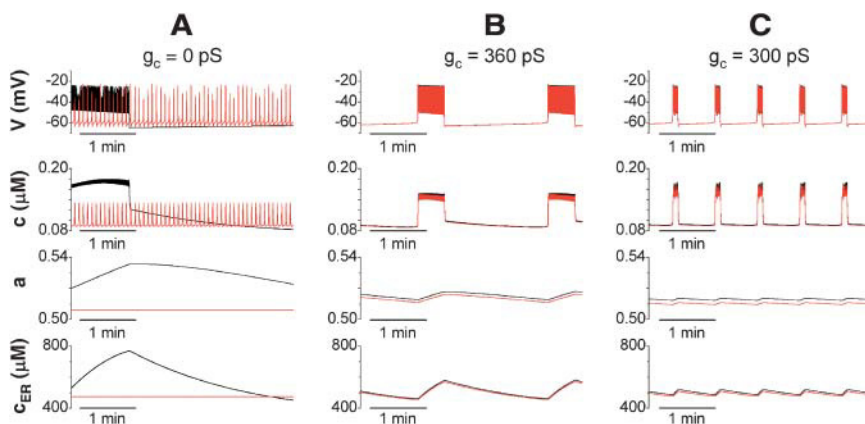 A B C
g_c = 0 pS g_c = 360 pS g_c = 300 pS
V (mV) -20 -40 -60 -20 -40 -60 -20 -40 -60
1 min 1 min 1 min
c (μM) 0.20 0.08 0.20 0.08 0.20 0.08
1 min 1 min 1 min
a 0.54 0.50 0.54 0.50 0.54 0.50
1 min 1 min 1 min
c_ER (μM) 800 400 800 400 800 400
1 min 1 min 1 min